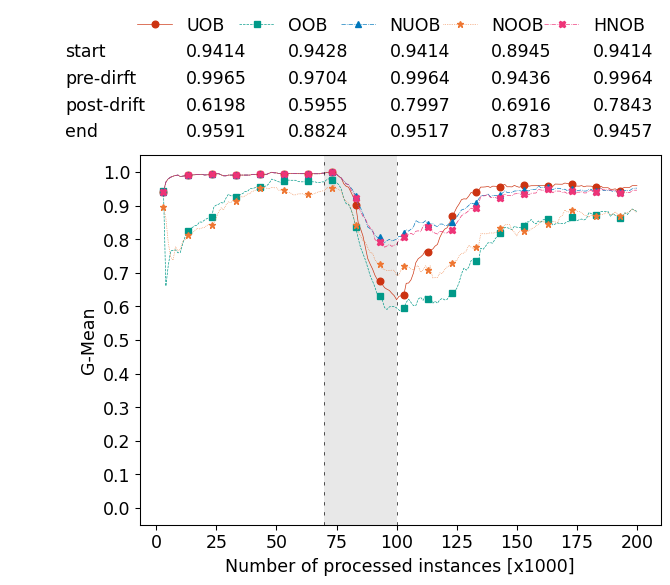 UOB OOB NUOB NOOB HNOB
start 0.9414 0.9428 0.9414 0.8945 0.9414
pre-dirft 0.9965 0.9704 0.9964 0.9436 0.9964
post-drift 0.6198 0.5955 0.7997 0.6916 0.7843
end 0.9591 0.8824 0.9517 0.8783 0.9457
1.0
0.9
0.8
0.7
0.6
0.5
0.4
0.3
0.2
0.1
0.0
G-Mean
0 25 50 75 100 125 150 175 200
Number of processed instances [x1000]